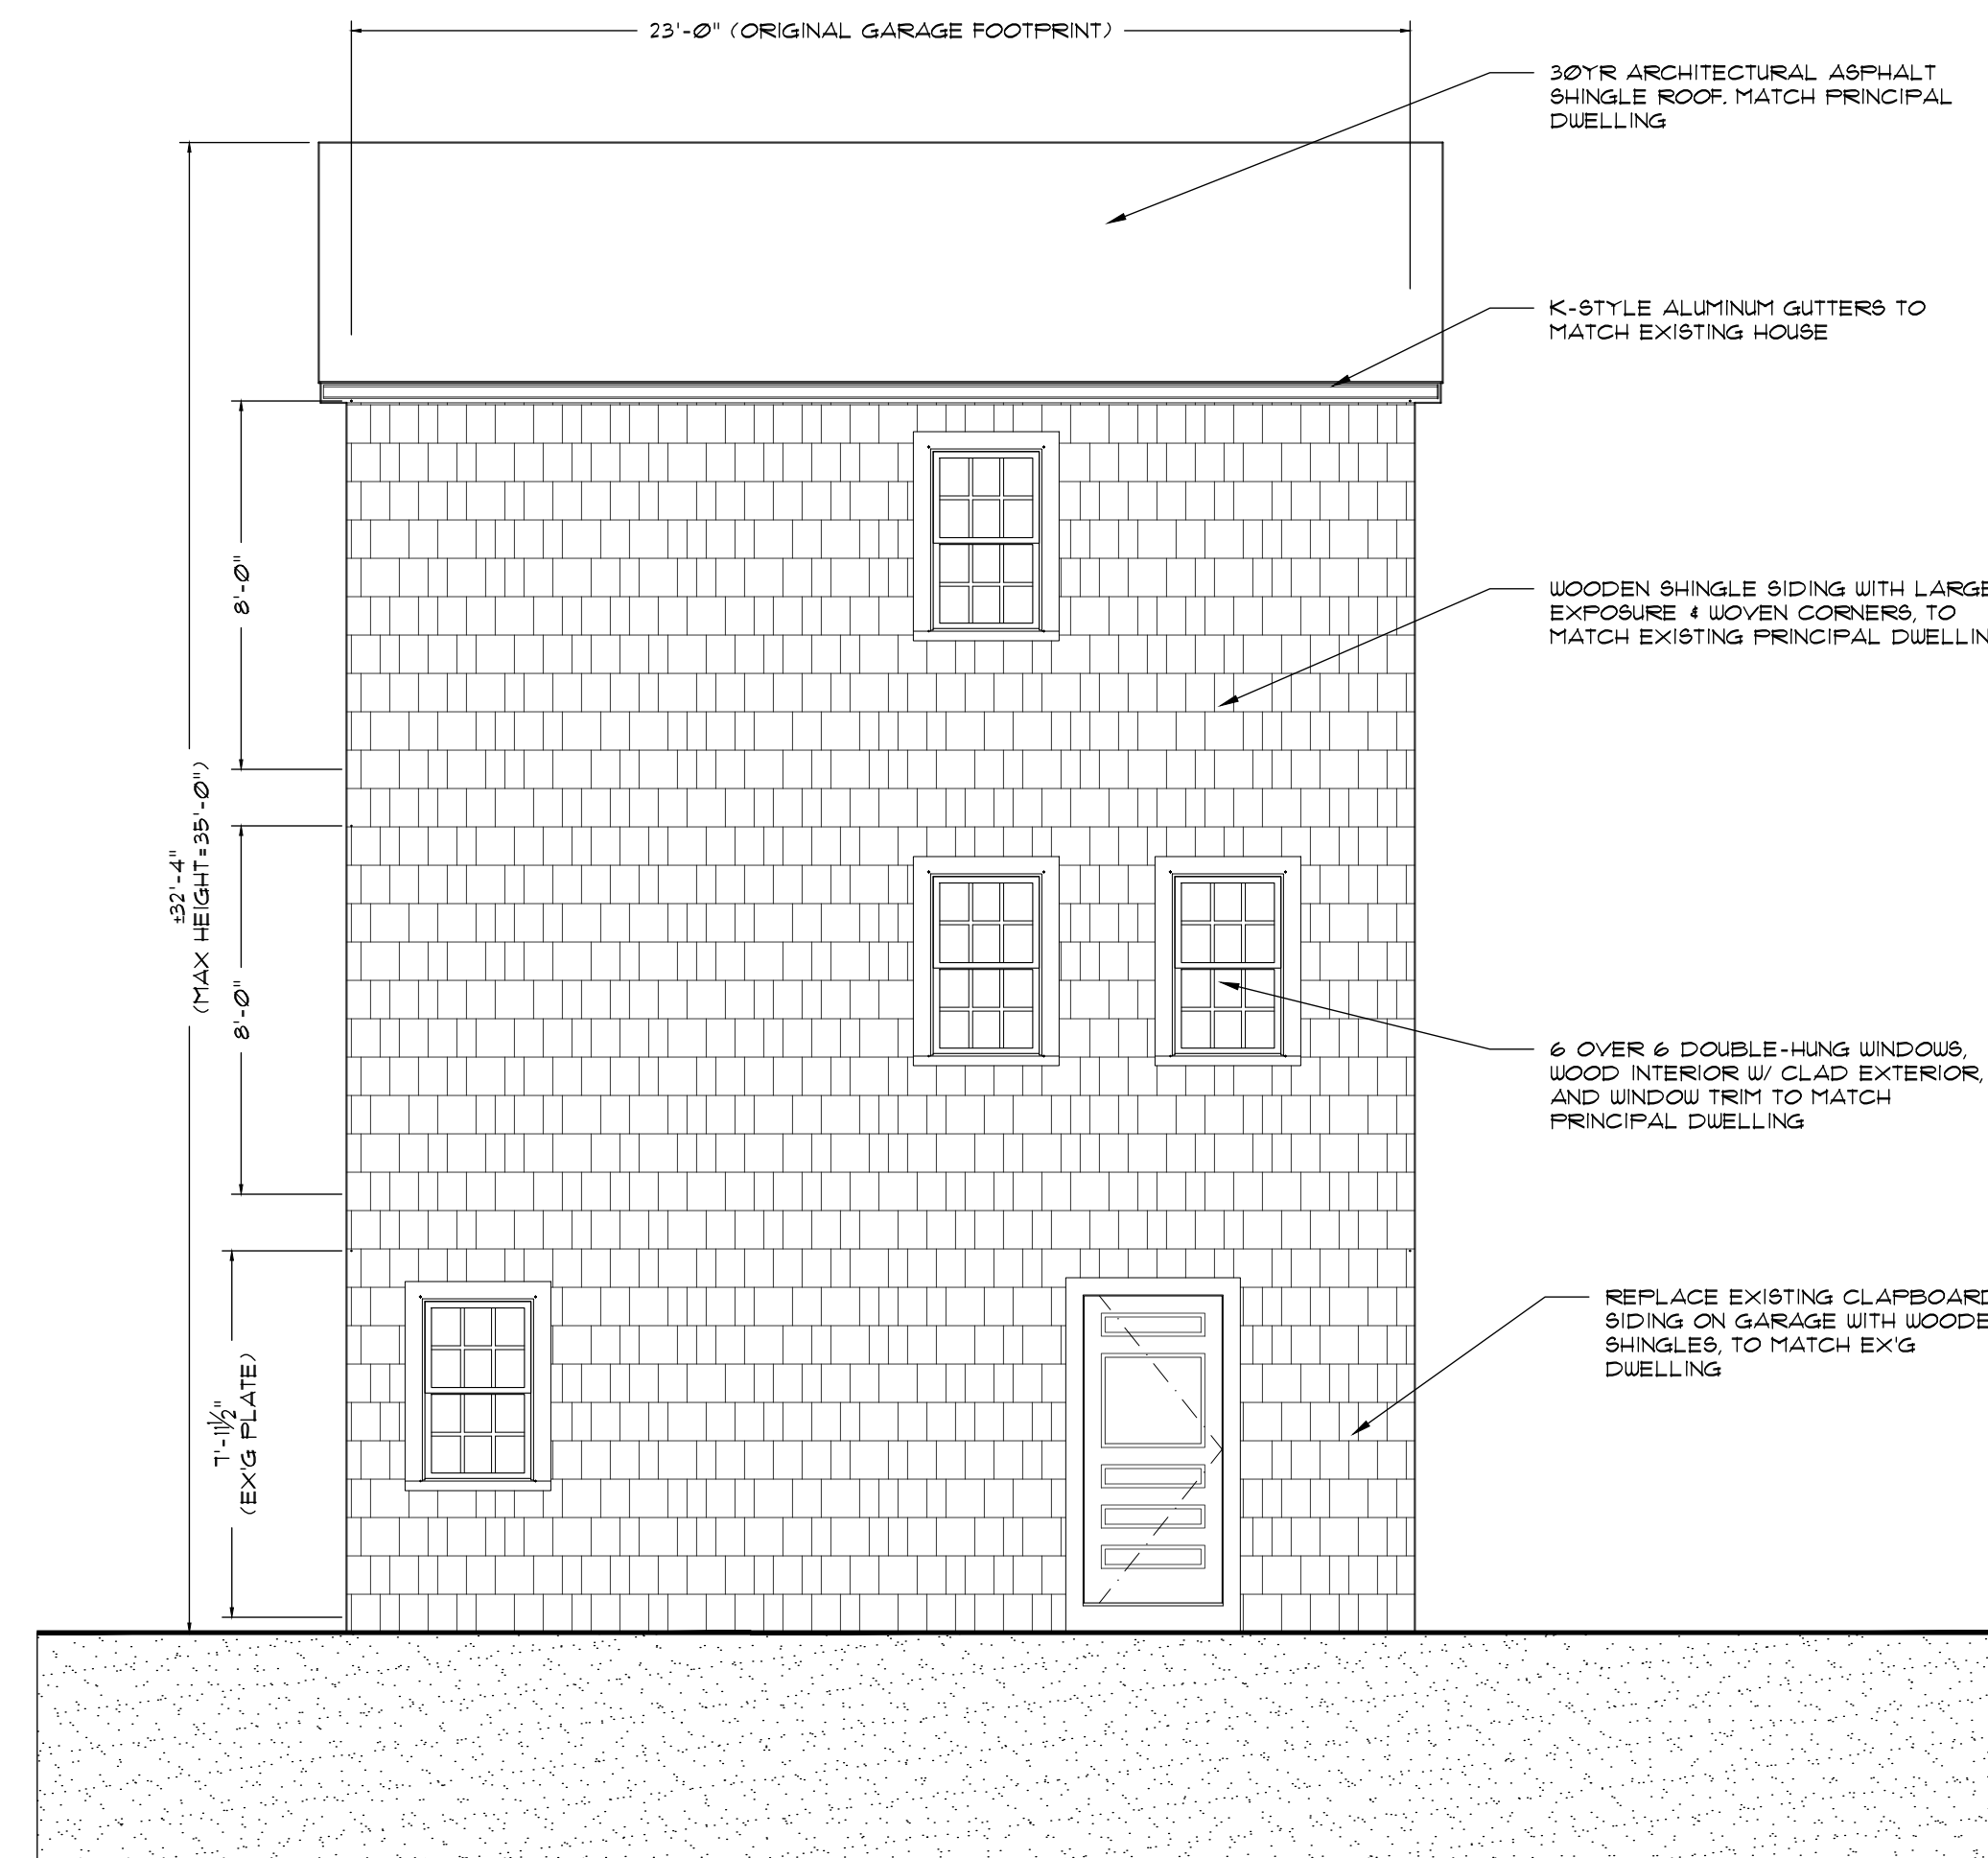 23'-0" (ORIGINAL GARAGE FOOTPRINT)
30YR ARCHITECTURAL ASPHALT
SHINGLE ROOF. MATCH PRINCIPAL
DWELLING
K-STYLE ALUMINUM GUTTERS TO
MATCH EXISTING HOUSE
8'-0"
WOODEN SHINGLE SIDING WITH LARGE
EXPOSURE & WOVEN CORNERS, TO
MATCH EXISTING PRINCIPAL DWELLIN
±32'-4"
(MAX HEIGHT=35'-0")
8'-0"
6 OVER 6 DOUBLE-HUNG WINDOWS,
WOOD INTERIOR W/ CLAD EXTERIOR,
AND WINDOW TRIM TO MATCH
PRINCIPAL DWELLING
7'-11½"
(EX'G PLATE)
REPLACE EXISTING CLAPBOARD
SIDING ON GARAGE WITH WOODE
SHINGLES, TO MATCH EX'G
DWELLING